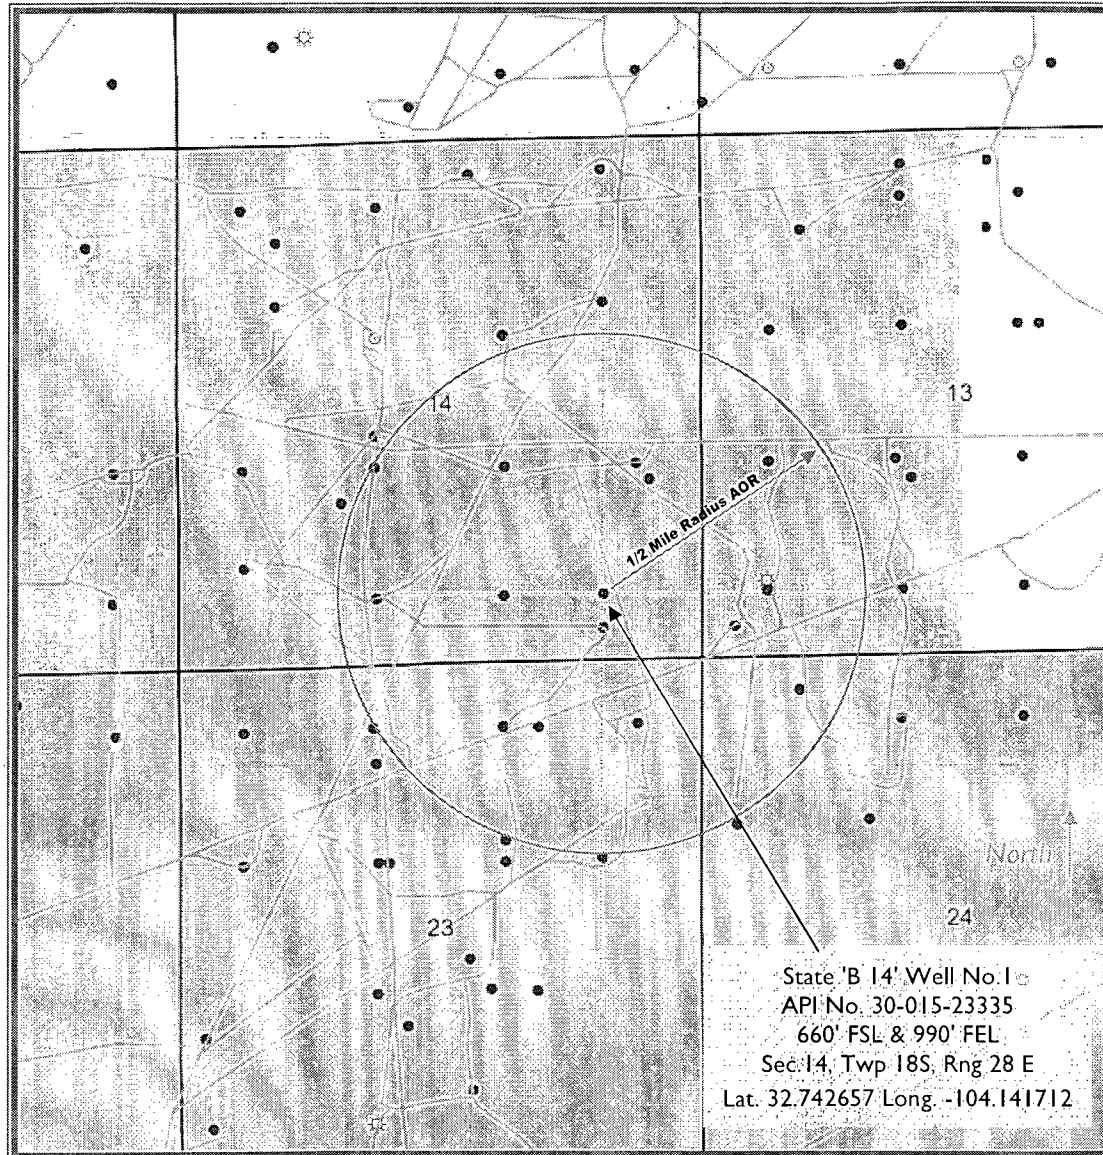 14
13
1/2 Mile Radius AOR
North
23
24
State 'B 14' Well No.1
API No. 30-015-23335
660' FSL & 990' FEL
Sec.14, Twp 18S, Rng 28 E
Lat. 32.742657 Long. -104.141712